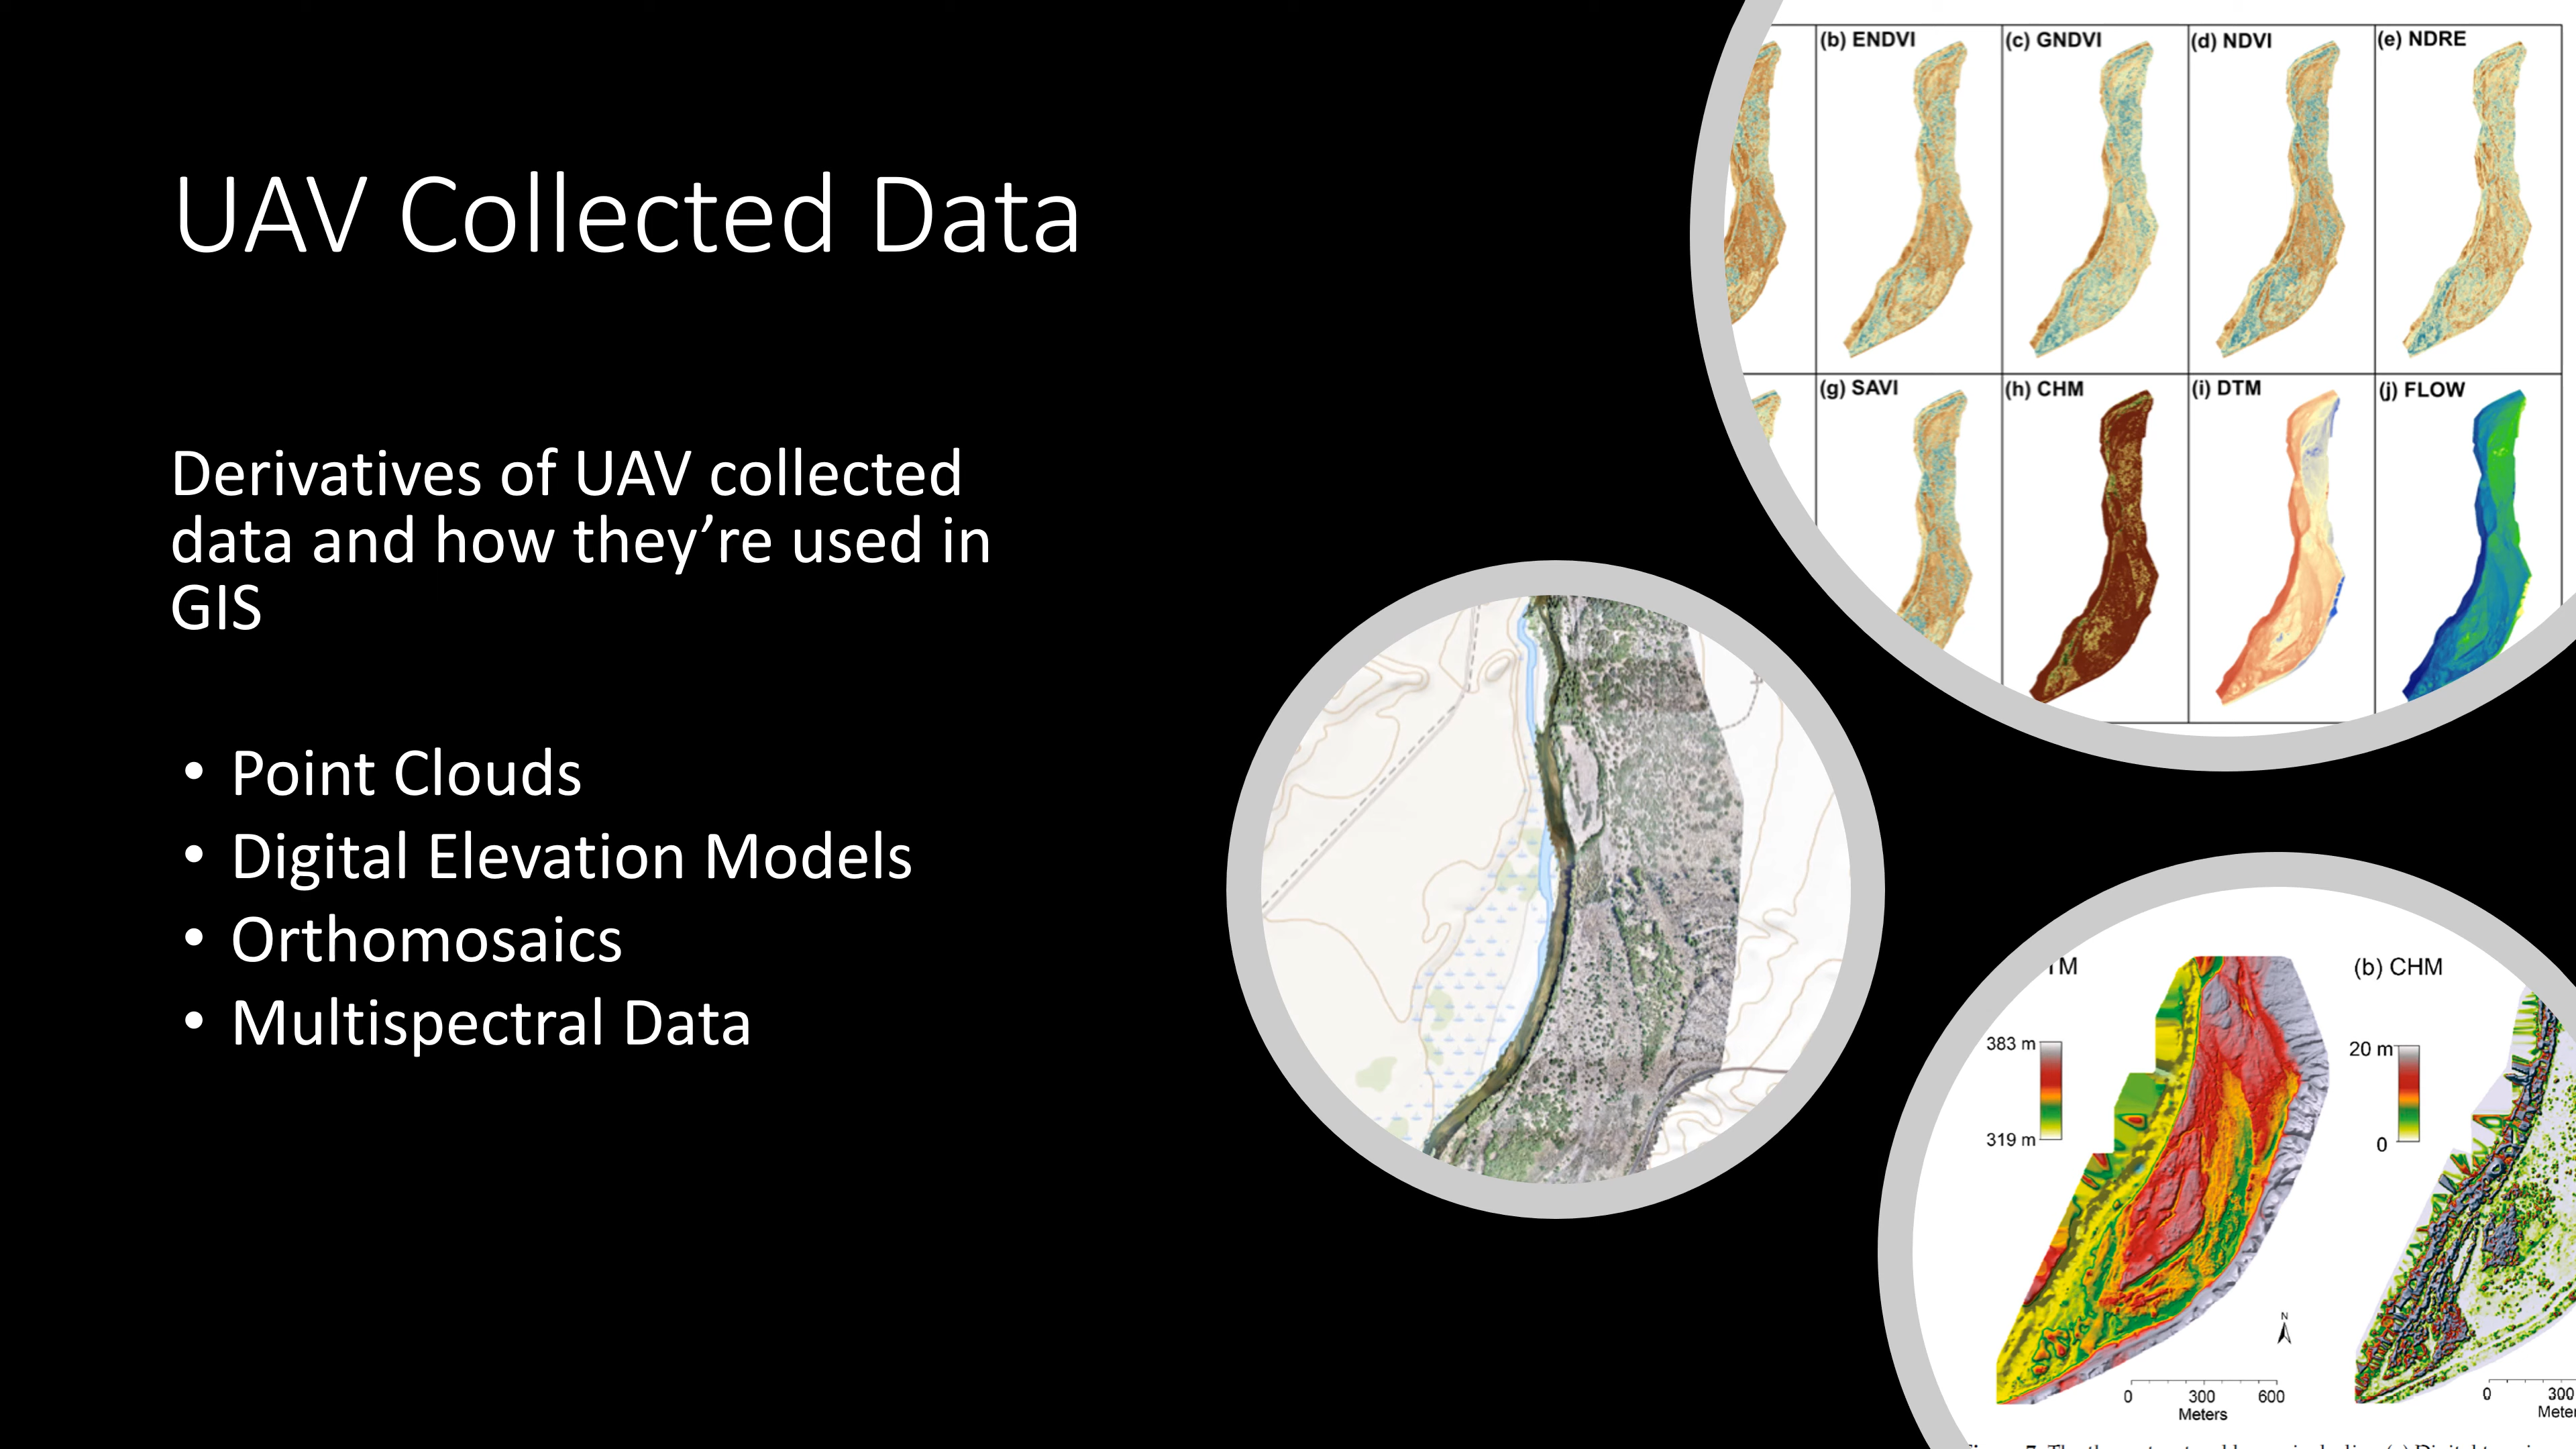 UAV Collected Data
Derivatives of UAV collected
data and how they’re used in
GIS
• Point Clouds
• Digital Elevation Models
• Orthomosaics
• Multispectral Data
(b) ENDVI
(c) GNDVI
(d) NDVI
(e) NDRE
(g) SAVI
(h) CHM
(i) DTM
(j) FLOW
(b) CHM
383 m
319 m
20 m
0
N
0 300 600
Meters
0 300